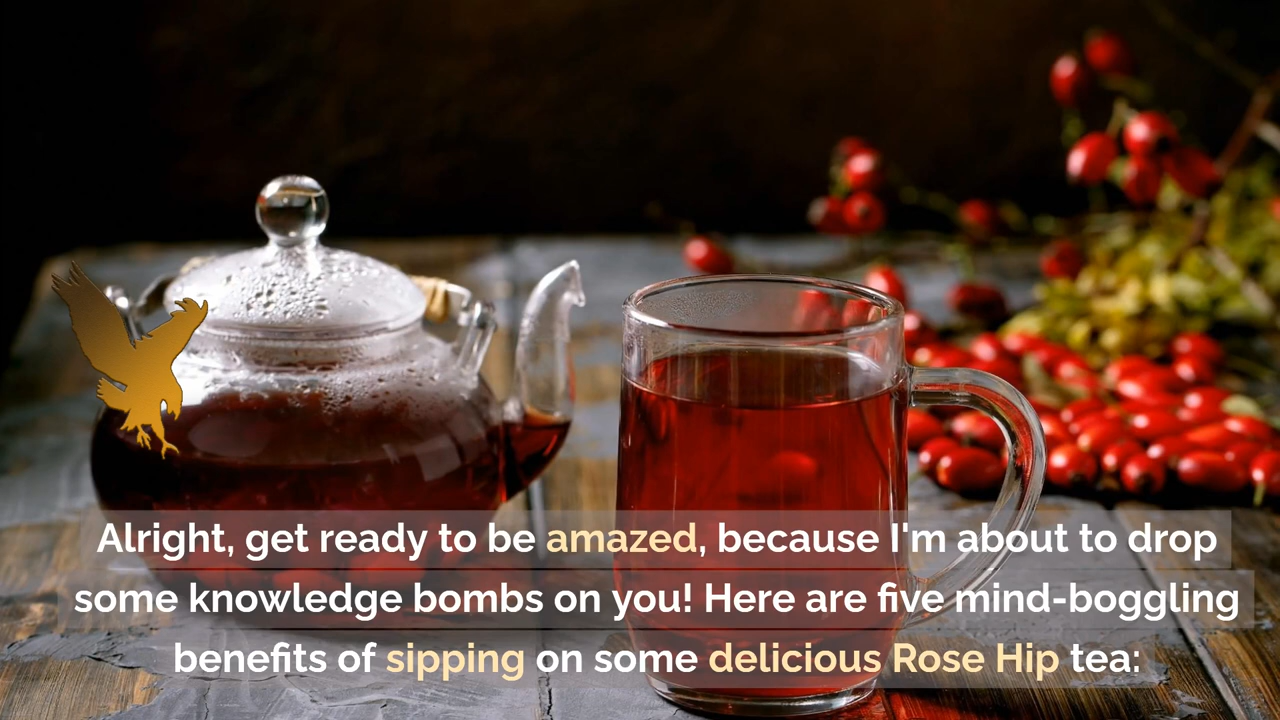 Alright, get ready to be amazed, because I'm about to drop
some knowledge bombs on you! Here are five mind-boggling
benefits of sipping on some delicious Rose Hip tea: